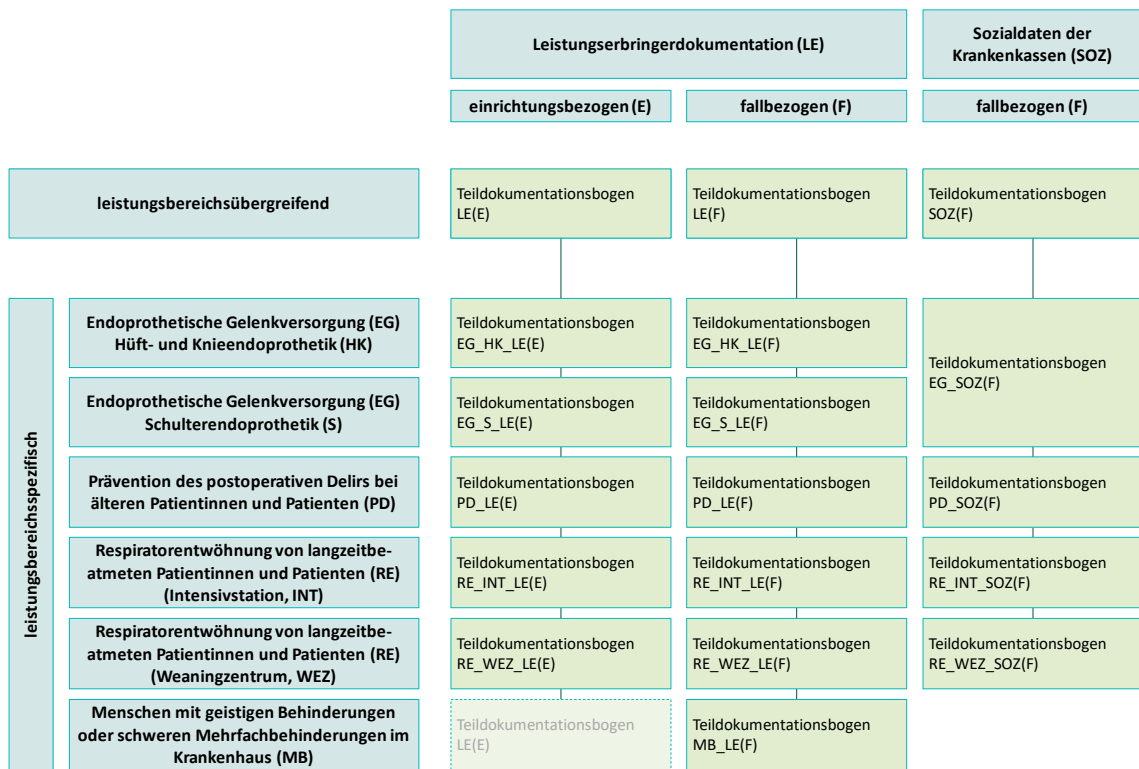 Leistungserbringerdokumentation (LE)
Sozialdaten der
Krankenkassen (SOZ)
einrichtungsbezogen (E)
fallbezogen (F)
fallbezogen (F)
leistungsbereichsübergreifend
Teildokumentationsbogen
LE(E)
Teildokumentationsbogen
LE(F)
Teildokumentationsbogen
SOZ(F)
leistungsbereichsspezifisch
Endoprothetische Gelenkversorgung (EG)
Hüft- und Knieendoprothetik (HK)
Teildokumentationsbogen
EG_HK_LE(E)
Teildokumentationsbogen
EG_HK_LE(F)
Teildokumentationsbogen
EG_SOZ(F)
Endoprothetische Gelenkversorgung (EG)
Schulterendoprothetik (S)
Teildokumentationsbogen
EG_S_LE(E)
Teildokumentationsbogen
EG_S_LE(F)
Prävention des postoperativen Delirs bei
älteren Patientinnen und Patienten (PD)
Teildokumentationsbogen
PD_LE(E)
Teildokumentationsbogen
PD_LE(F)
Teildokumentationsbogen
PD_SOZ(F)
Respiratorentwöhnung von langzeitbe-
atmeten Patientinnen und Patienten (RE)
(Intensivstation, INT)
Teildokumentationsbogen
RE_INT_LE(E)
Teildokumentationsbogen
RE_INT_LE(F)
Teildokumentationsbogen
RE_INT_SOZ(F)
Respiratorentwöhnung von langzeitbe-
atmeten Patientinnen und Patienten (RE)
(Weaningzentrum, WEZ)
Teildokumentationsbogen
RE_WEZ_LE(E)
Teildokumentationsbogen
RE_WEZ_LE(F)
Teildokumentationsbogen
RE_WEZ_SOZ(F)
Menschen mit geistigen Behinderungen
oder schweren Mehrfachbehinderungen im
Krankenhaus (MB)
Teildokumentationsbogen
LE(E)
Teildokumentationsbogen
MB_LE(F)